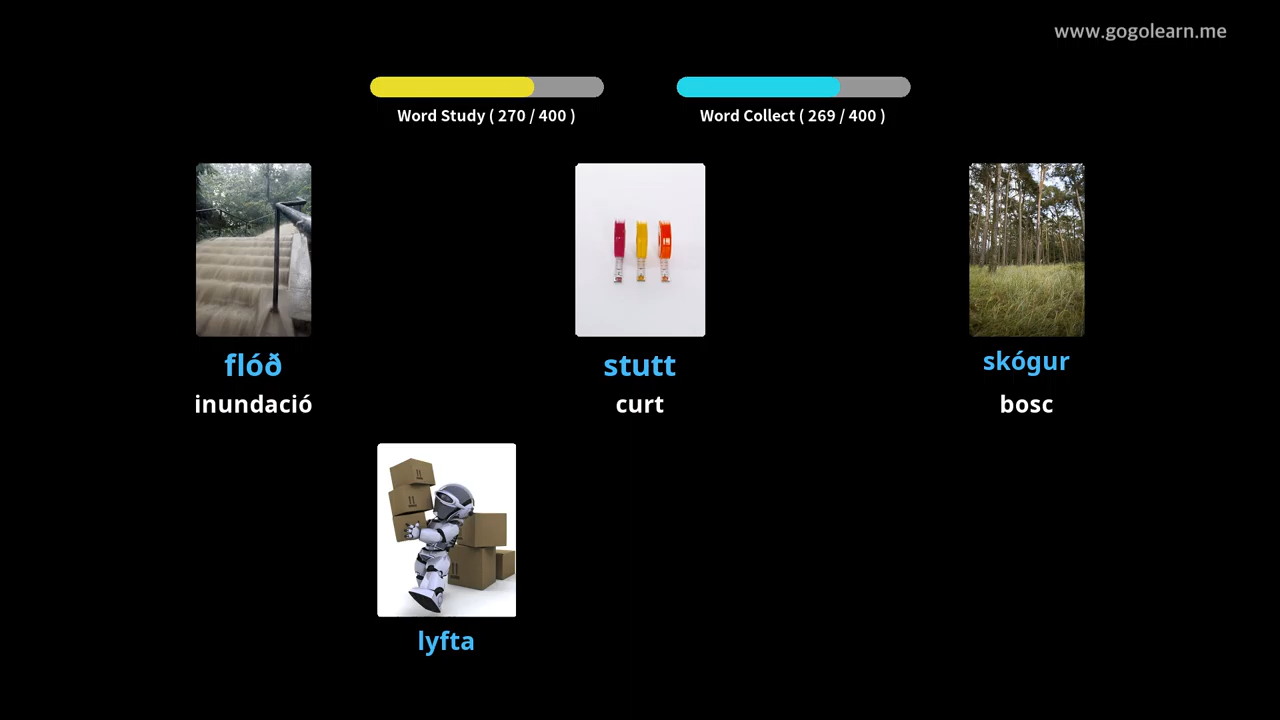 www.gogolearn.me
Word Study ( 270 / 400 )
Word Collect ( 269 / 400 )
flóð
inundació
stutt
curt
skógur
bosc
lyfta